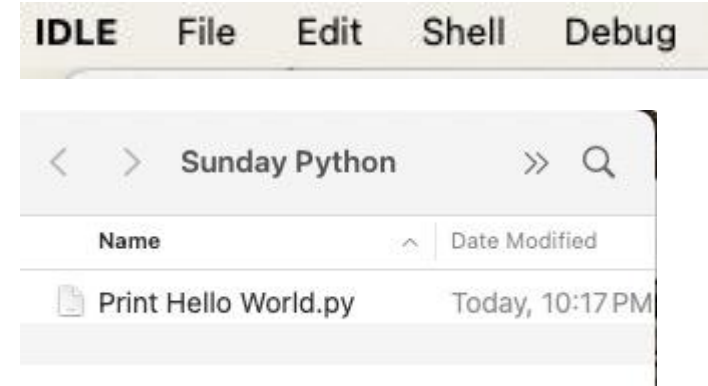 IDLE File Edit Shell Debug
Sunday Python
Name Date Modified
Print Hello World.py Today, 10:17 PM